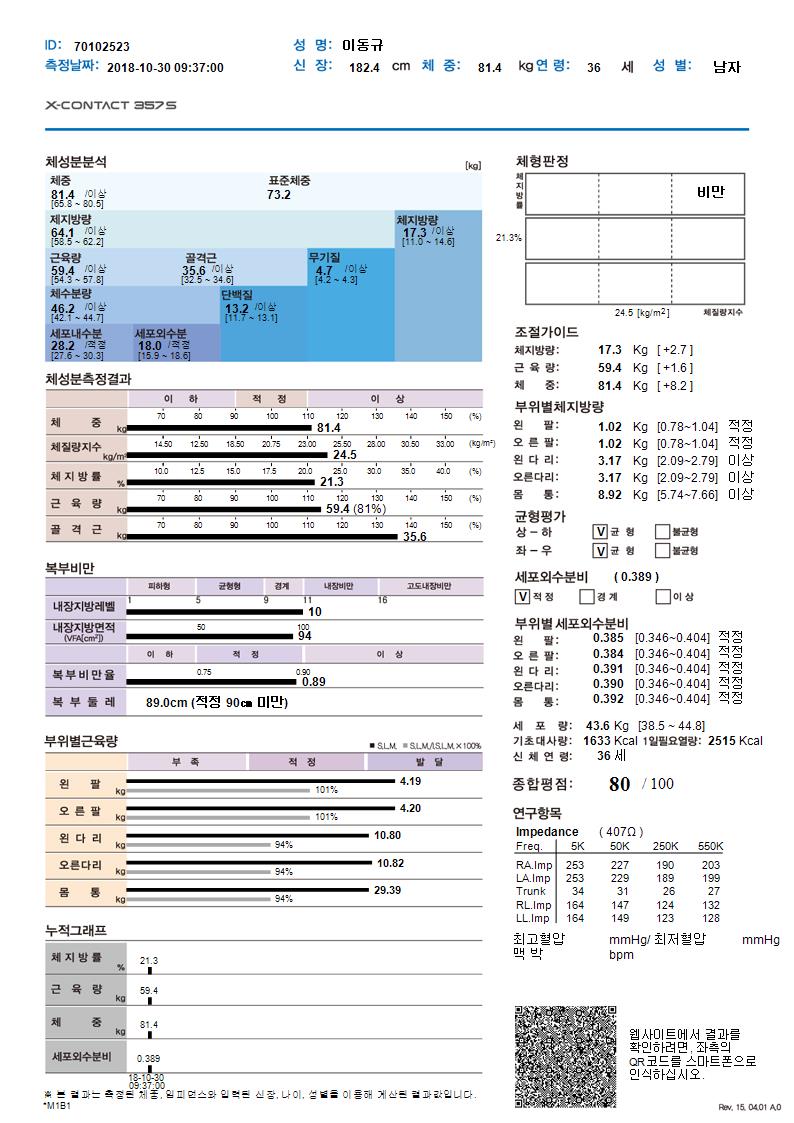 ID: 70102523 성 명: 이동규
측정날짜: 2018-10-30 09:37:00 신 장: 182.4 cm 체 중: 81.4 kg 연 령: 36 세 성 별: 남자
X-CONTACT 357S
체성분분석 [kg]
체중 표준체중
81.4 /이상 73.2
[65.8 ~ 80.5]
제지방량 체지방량
64.1 /이상 17.3 /이상
[58.5 ~ 62.2] [11.0 ~ 14.6]
근육량 골격근 무기질
59.4 /이상 35.6 /이상 4.7 /이상
[54.3 ~ 57.8] [32.5 ~ 34.6] [4.2 ~ 4.3]
체수분량 단백질
46.2 /이상 13.2 /이상
[42.1 ~ 44.7] [11.7 ~ 13.1]
세포내수분 세포외수분
28.2 /적정 18.0 /적정
[27.6 ~ 30.3] [15.9 ~ 18.6]
체성분측정결과
이 하 적 정 이 상
체 중 kg 70 80 90 100 110 120 130 140 150 (%)
81.4
체질량지수 kg/m² 14.50 12.50 16.50 18.50 23.50 25.50 28.00 30.50 33.00 (kg/m²)
24.5
체 지 방 률 % 10.0 12.5 15.0 17.5 20.0 25.0 30.0 35.0 40.0 (%)
21.3
근 육 량 kg 70 80 90 100 110 120 130 140 150 (%)
59.4 (81%)
골 격 근 kg 70 80 90 100 110 120 130 140 150 (%)
35.6
복부비만
피하형 균형형 경계 내장비만 고도내장비만
내장지방레벨 1 5 9 11 16
10
내장지방면적 (VFA[cm²]) 50 100
94
이 하 적 정 이 상
복부비만율 0.75 0.90
0.89
복 부 둘 레 89.0cm (적정 90㎝ 미만)
부위별근육량 ■ S.L.M. ■ S.L.M./I.S.L.M.×100%
부 족 적 정 발 달
왼 팔 kg 4.19
101%
오 른 팔 kg 4.20
101%
왼 다 리 kg 10.80
94%
오른다리 kg 10.82
94%
몸 통 kg 29.39
94%
누적그래프
체 지 방 률 % 21.3
근 육 량 kg 59.4
체 중 kg 81.4
세포외수분비 0.389
18-10-30
09:37:00
※ 본 결과는 측정된 체중, 임피던스와 입력된 신장, 나이, 성별을 이용해 계산된 결과값입니다.
*M1B1
체형판정
체지방률
비만
21.3%
24.5 [kg/m²] 체질량지수
조절가이드
체지방량: 17.3 Kg [ +2.7 ]
근 육 량: 59.4 Kg [ +1.6 ]
체 중: 81.4 Kg [ +8.2 ]
부위별체지방량
왼 팔: 1.02 Kg [0.78~1.04] 적정
오 른 팔: 1.02 Kg [0.78~1.04] 적정
왼 다 리: 3.17 Kg [2.09~2.79] 이상
오른다리: 3.17 Kg [2.09~2.79] 이상
몸 통: 8.92 Kg [5.74~7.66] 이상
균형평가
상 – 하 V 균 형 불균형
좌 – 우 V 균 형 불균형
세포외수분비 ( 0.389 )
V 적 정 경 계 이 상
부위별 세포외수분비
왼 팔: 0.385 [0.346~0.404] 적정
오 른 팔: 0.384 [0.346~0.404] 적정
왼 다 리: 0.391 [0.346~0.404] 적정
오른다리: 0.390 [0.346~0.404] 적정
몸 통: 0.392 [0.346~0.404] 적정
세 포 량: 43.6 Kg [38.5 ~ 44.8]
기초대사량: 1633 Kcal 1일필요열량: 2515 Kcal
신 체 연 령: 36 세
종합평점: 80 / 100
연구항목
Impedance ( 407Ω )
Freq. 5K 50K 250K 550K
RA.Imp 253 227 190 203
LA.Imp 253 229 189 199
Trunk 34 31 26 27
RL.Imp 164 147 124 132
LL.Imp 164 149 123 128
최고혈압 mmHg/ 최저혈압 mmHg
맥 박 bpm
웹사이트에서 결과를
확인하려면, 좌측의
QR코드를 스마트폰으로
인식하십시오.
Rev, 15, 04,01 A,0